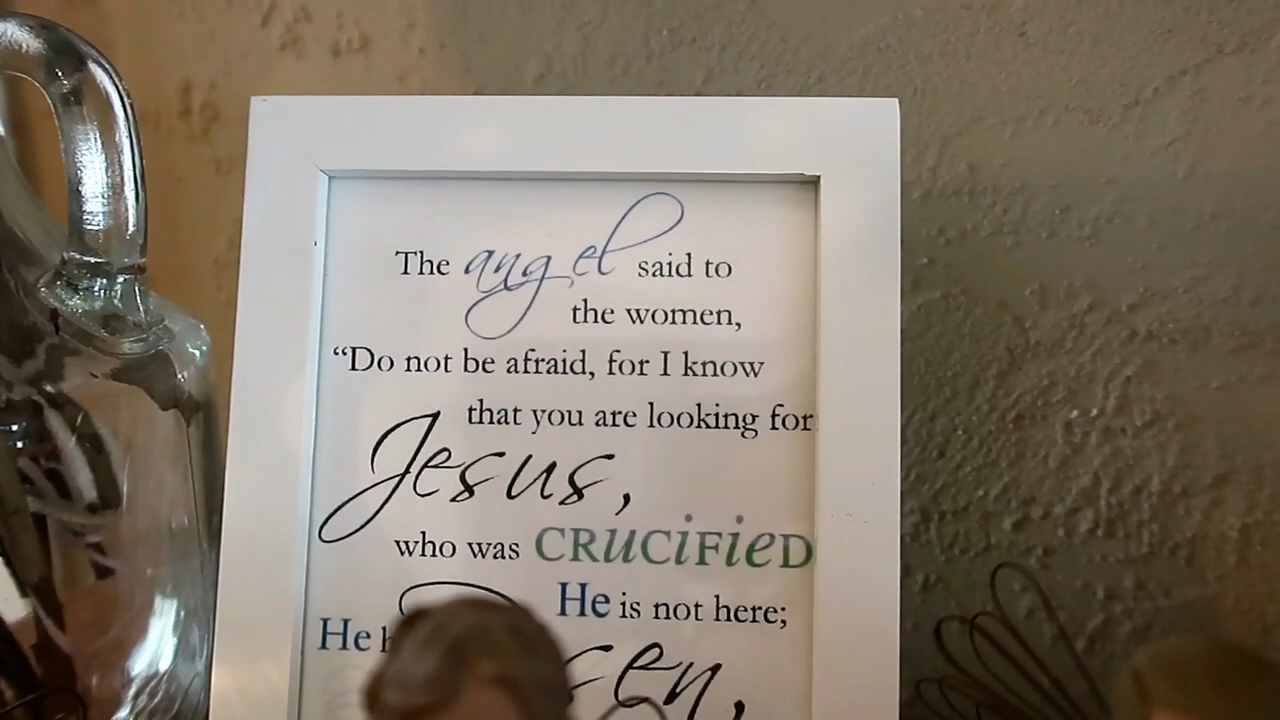 The angel said to
the women,
“Do not be afraid, for I know
that you are looking for
Jesus,
who was CRUCiFieD
He is not here;
He